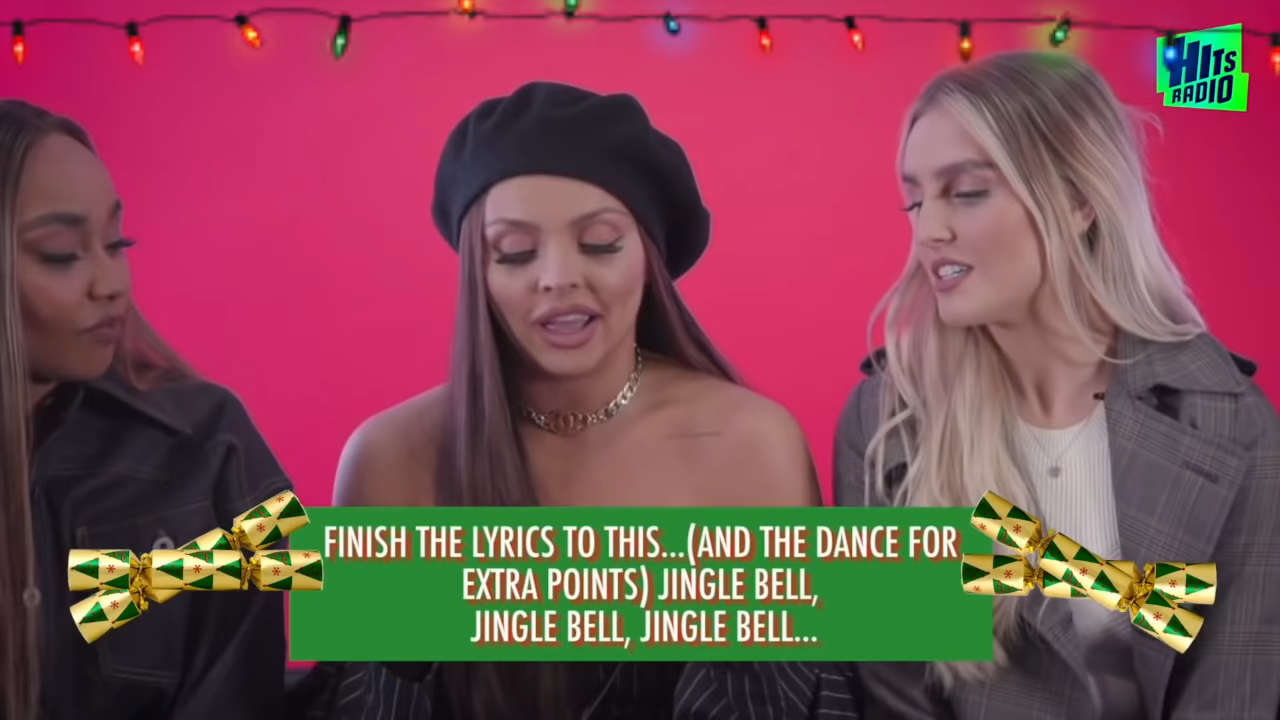 HITS
RADIO
FINISH THE LYRICS TO THIS...(AND THE DANCE FOR
EXTRA POINTS) JINGLE BELL,
JINGLE BELL, JINGLE BELL...